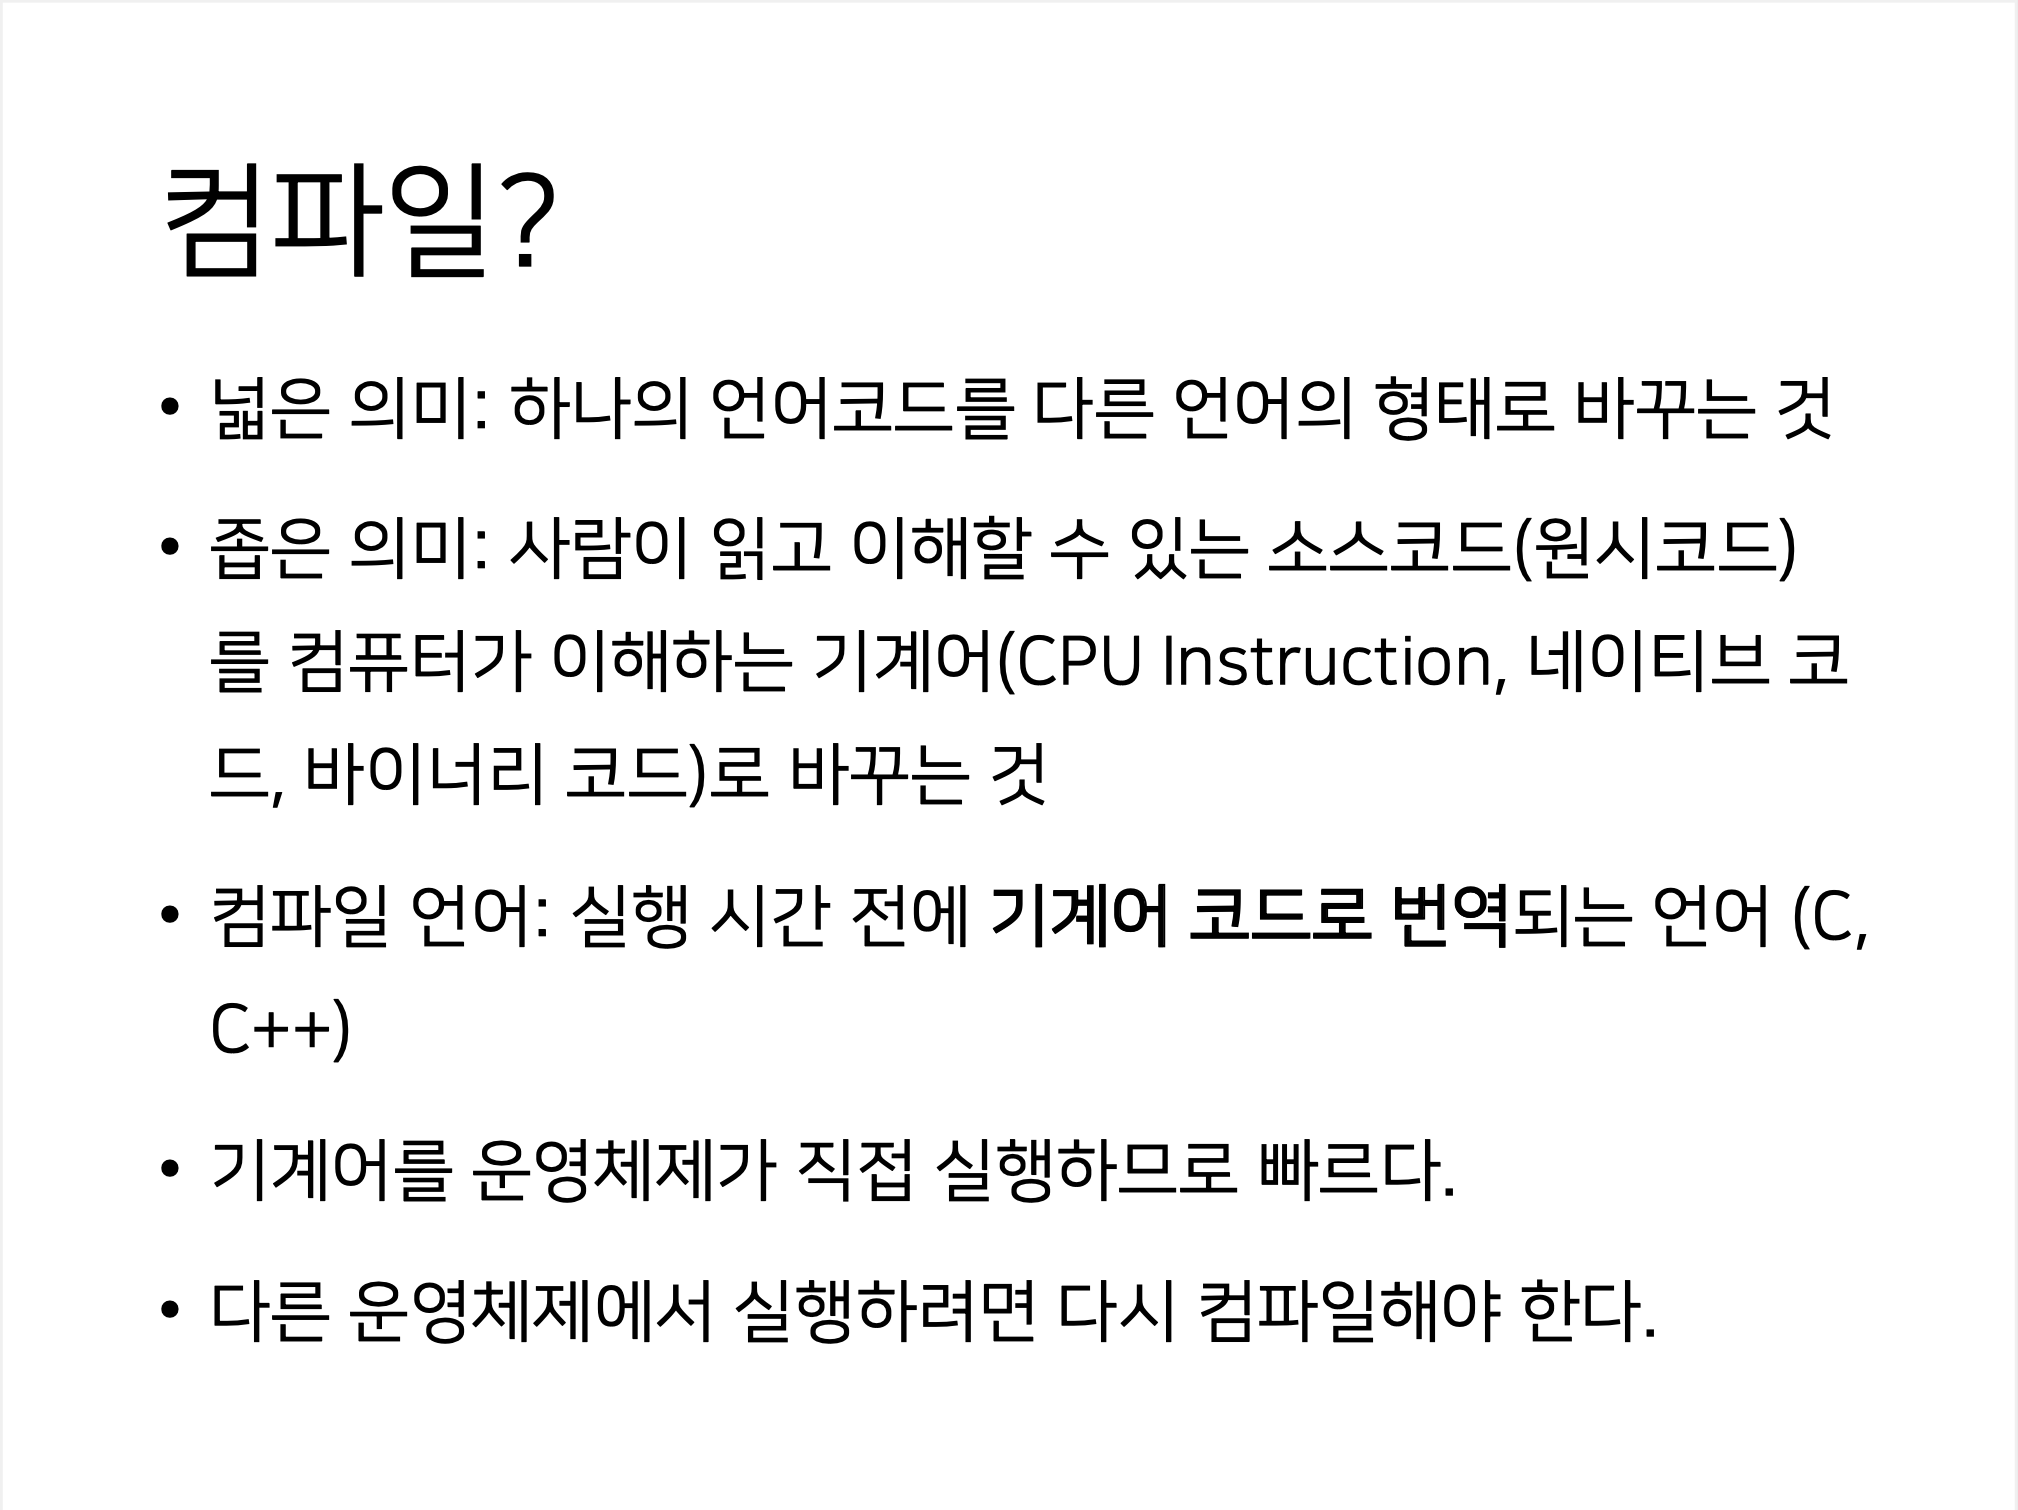 컴파일?
• 넓은 의미: 하나의 언어코드를 다른 언어의 형태로 바꾸는 것
• 좁은 의미: 사람이 읽고 이해할 수 있는 소스코드(원시코드)
를 컴퓨터가 이해하는 기계어(CPU Instruction, 네이티브 코
드, 바이너리 코드)로 바꾸는 것
• 컴파일 언어: 실행 시간 전에 기계어 코드로 번역되는 언어 (C,
C++)
• 기계어를 운영체제가 직접 실행하므로 빠르다.
• 다른 운영체제에서 실행하려면 다시 컴파일해야 한다.